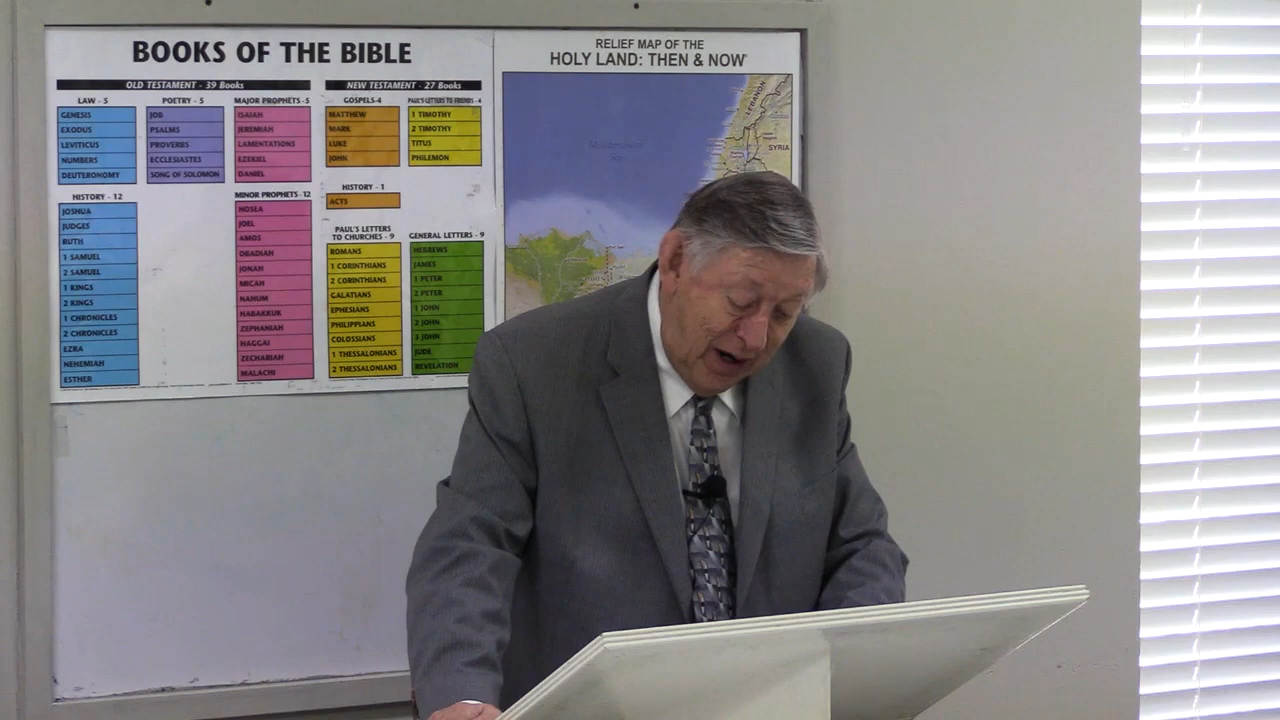 BOOKS OF THE BIBLE
OLD TESTAMENT - 39 Books
LAW - 5
GENESIS
EXODUS
LEVITICUS
NUMBERS
DEUTERONOMY
HISTORY - 12
JOSHUA
JUDGES
RUTH
1 SAMUEL
2 SAMUEL
1 KINGS
2 KINGS
1 CHRONICLES
2 CHRONICLES
EZRA
NEHEMIAH
ESTHER
POETRY - 5
JOB
PSALMS
PROVERBS
ECCLESIASTES
SONG OF SOLOMON
MAJOR PROPHETS - 5
ISAIAH
JEREMIAH
LAMENTATIONS
EZEKIEL
DANIEL
MINOR PROPHETS - 12
HOSEA
JOEL
AMOS
OBADIAH
JONAH
MICAH
NAHUM
HABAKKUK
ZEPHANIAH
HAGGAI
ZECHARIAH
MALACHI
NEW TESTAMENT - 27 Books
GOSPELS-4
MATTHEW
MARK
LUKE
JOHN
HISTORY - 1
ACTS
PAUL'S LETTERS
TO CHURCHES - 9
ROMANS
1 CORINTHIANS
2 CORINTHIANS
GALATIANS
EPHESIANS
PHILIPPIANS
COLOSSIANS
1 THESSALONIANS
2 THESSALONIANS
PAUL'S LETTERS TO FRIENDS - 4
1 TIMOTHY
2 TIMOTHY
TITUS
PHILEMON
GENERAL LETTERS - 9
HEBREWS
JAMES
1 PETER
2 PETER
1 JOHN
2 JOHN
3 JOHN
JUDE
REVELATION
RELIEF MAP OF THE
HOLY LAND: THEN & NOW
LEBANON
SYRIA